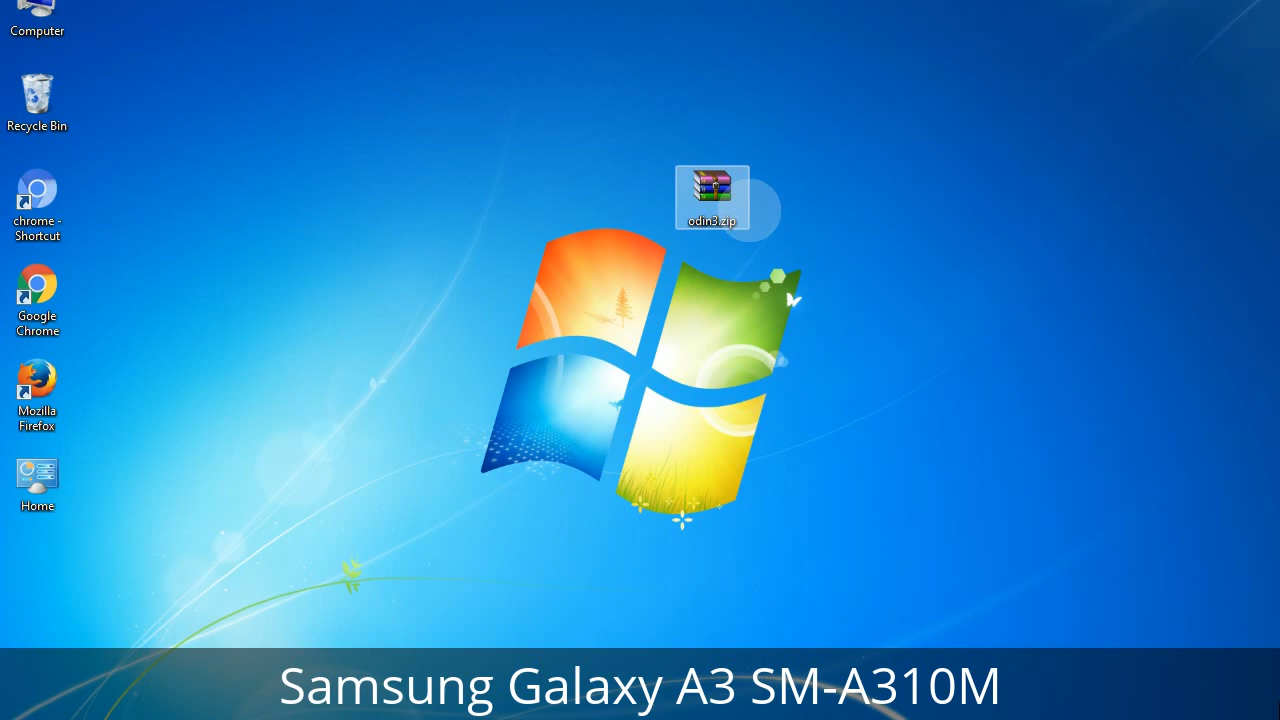 Computer
Recycle Bin
chrome -
Shortcut
Google
Chrome
Mozilla
Firefox
Home
odin3.zip
Samsung Galaxy A3 SM-A310M